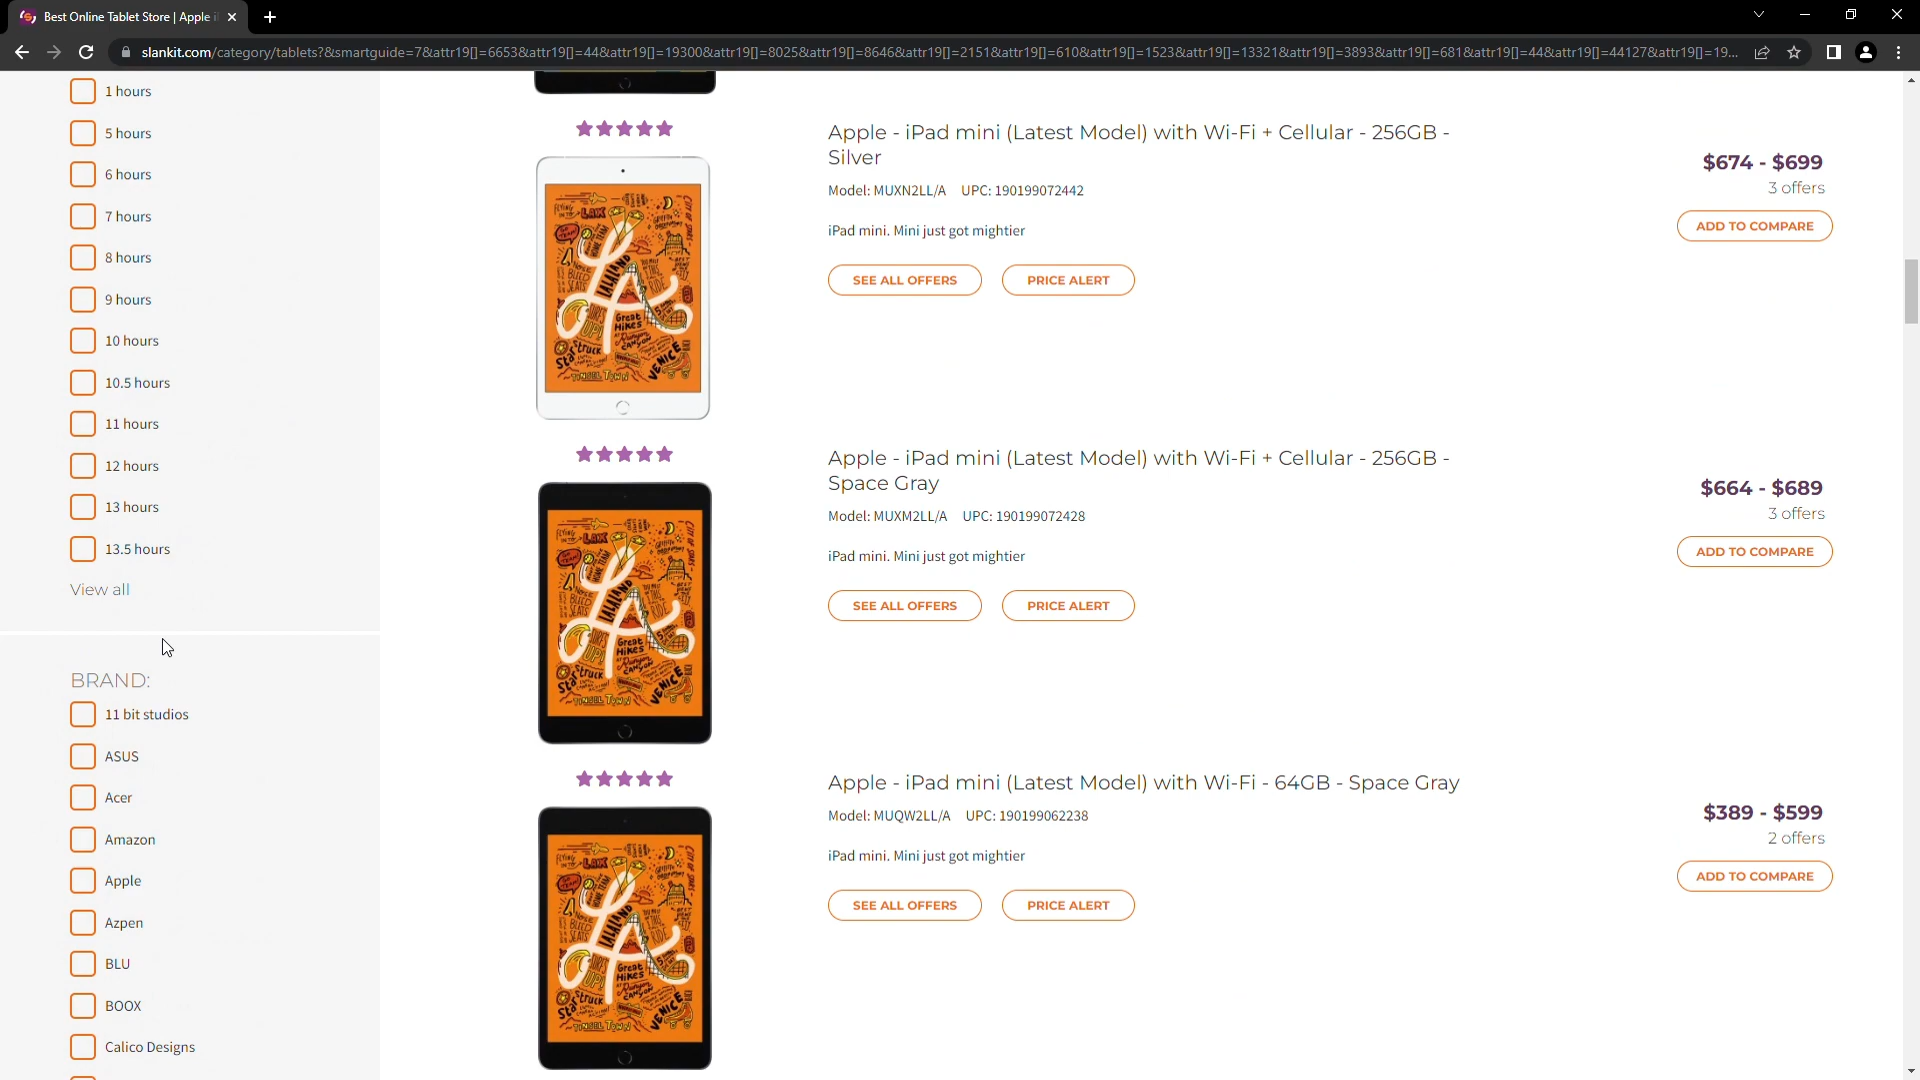 Best Online Tablet Store | Apple i
slankit.com/category/tablets?&smartguide=7&attr19[]=6653&attr19[]=44&attr19[]=19300&attr19[]=8025&attr19[]=8646&attr19[]=2151&attr19[]=610&attr19[]=1523&attr19[]=13321&attr19[]=3893&attr19[]=681&attr19[]=44&attr19[]=44127&attr19[]=19...
1 hours
5 hours
6 hours
7 hours
8 hours
9 hours
10 hours
10.5 hours
11 hours
12 hours
13 hours
13.5 hours
View all
BRAND:
11 bit studios
ASUS
Acer
Amazon
Apple
Azpen
BLU
BOOX
Calico Designs
Apple - iPad mini (Latest Model) with Wi-Fi + Cellular - 256GB -
Silver
Model: MUXN2LL/A UPC: 190199072442
iPad mini. Mini just got mightier
SEE ALL OFFERS
PRICE ALERT
$674 - $699
3 offers
ADD TO COMPARE
Apple - iPad mini (Latest Model) with Wi-Fi + Cellular - 256GB -
Space Gray
Model: MUXM2LL/A UPC: 190199072428
iPad mini. Mini just got mightier
SEE ALL OFFERS
PRICE ALERT
$664 - $689
3 offers
ADD TO COMPARE
Apple - iPad mini (Latest Model) with Wi-Fi - 64GB - Space Gray
Model: MUQW2LL/A UPC: 190199062238
iPad mini. Mini just got mightier
SEE ALL OFFERS
PRICE ALERT
$389 - $599
2 offers
ADD TO COMPARE